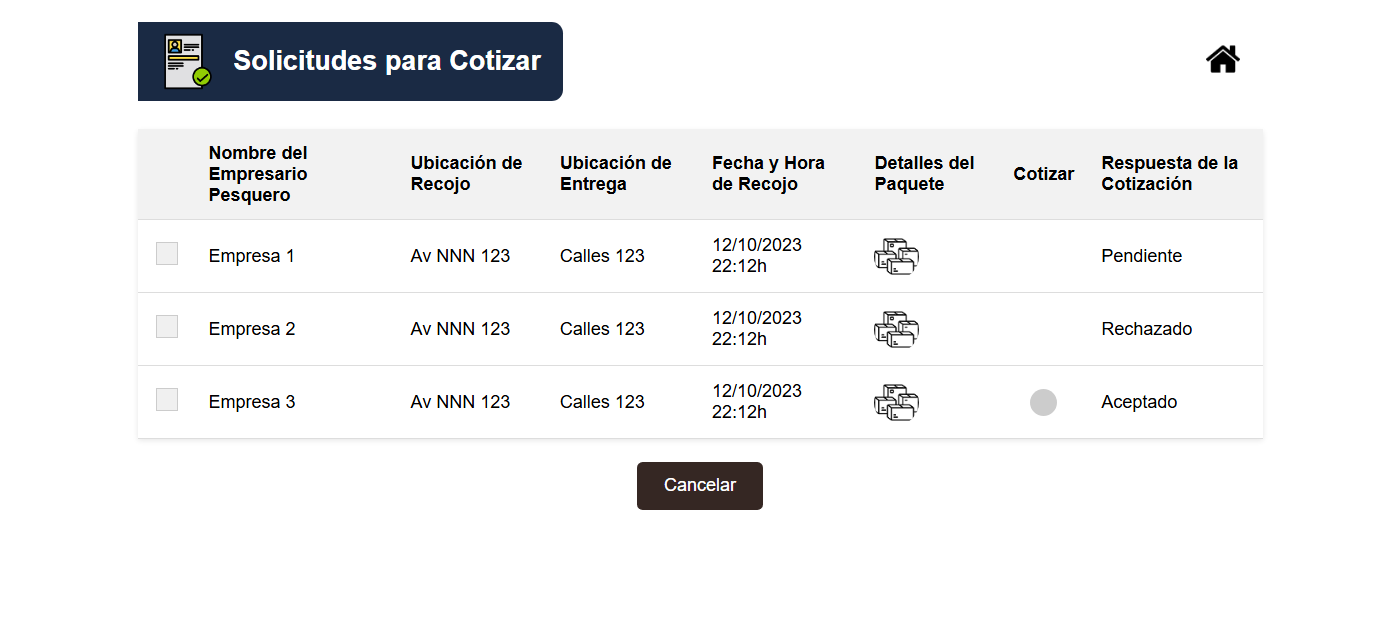 Solicitudes para Cotizar
Nombre del
Empresario
Pesquero
Ubicación de
Recojo
Ubicación de
Entrega
Fecha y Hora
de Recojo
Detalles del
Paquete
Cotizar
Respuesta de la
Cotización
Empresa 1
Av NNN 123
Calles 123
12/10/2023
22:12h
Pendiente
Empresa 2
Av NNN 123
Calles 123
12/10/2023
22:12h
Rechazado
Empresa 3
Av NNN 123
Calles 123
12/10/2023
22:12h
Aceptado
Cancelar